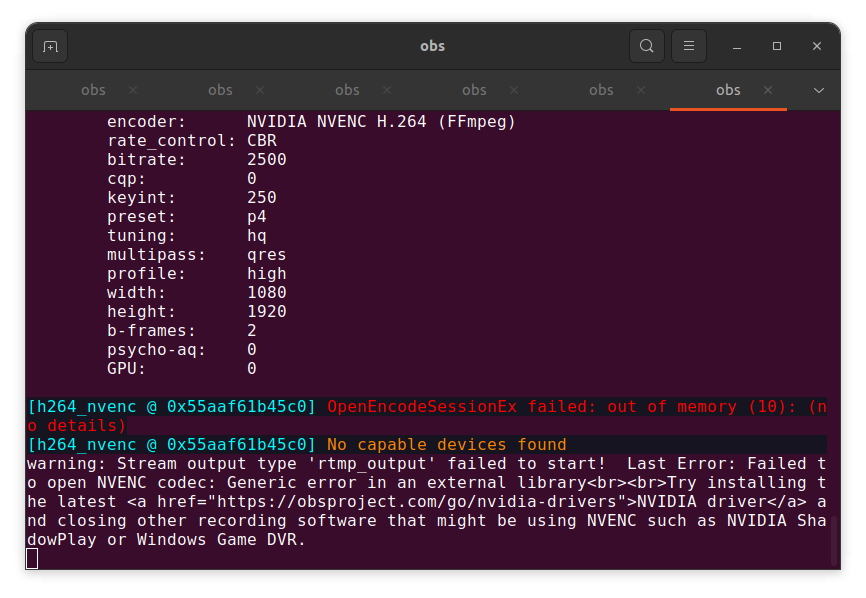 obs
obs
obs
obs
obs
obs
obs
encoder: NVIDIA NVENC H.264 (FFmpeg)
rate_control: CBR
bitrate: 2500
cqp: 0
keyint: 250
preset: p4
tuning: hq
multipass: qres
profile: high
width: 1080
height: 1920
b-frames: 2
psycho-aq: 0
GPU: 0
[h264_nvenc @ 0x55aaf61b45c0] OpenEncodeSessionEx failed: out of memory (10): (n
o details)
[h264_nvenc @ 0x55aaf61b45c0] No capable devices found
warning: Stream output type 'rtmp_output' failed to start!  Last Error: Failed t
o open NVENC codec: Generic error in an external library<br><br>Try installing t
he latest <a href="https://obsproject.com/go/nvidia-drivers">NVIDIA driver</a> a
nd closing other recording software that might be using NVENC such as NVIDIA Sha
dowPlay or Windows Game DVR.